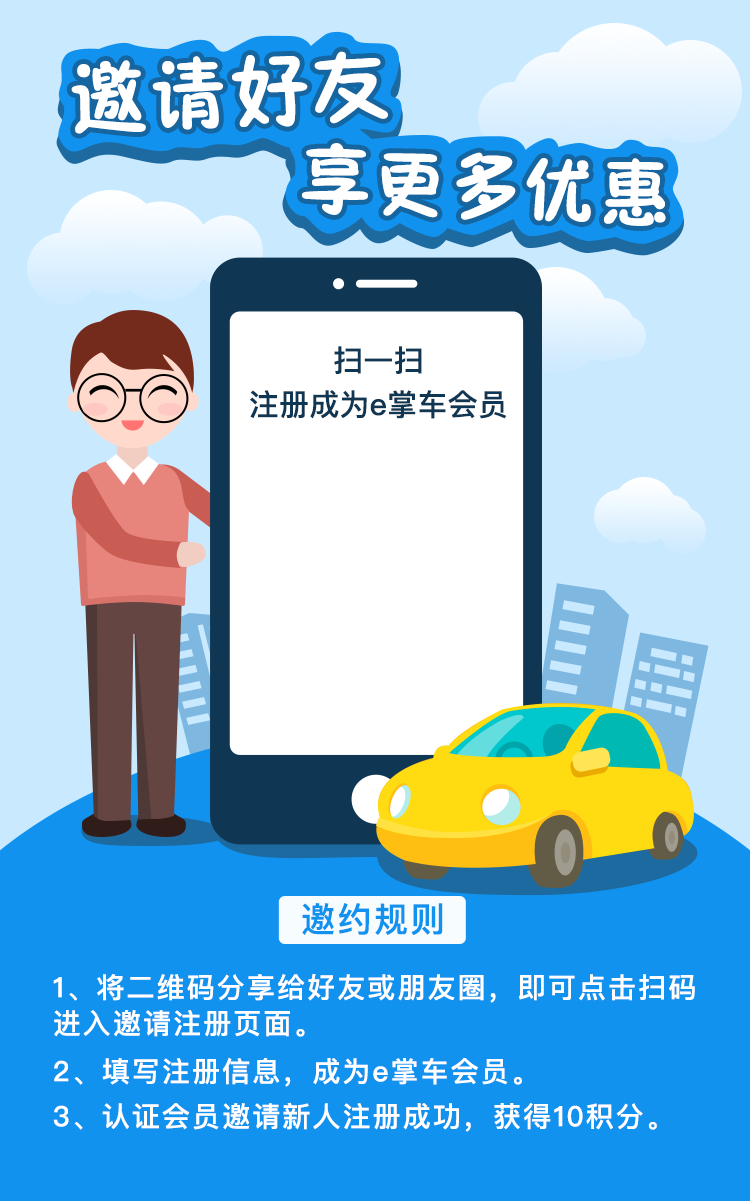 邀请好友
享更多优惠
扫一扫
注册成为e掌车会员
邀约规则
1、将二维码分享给好友或朋友圈，即可点击扫码
进入邀请注册页面。
2、填写注册信息，成为e掌车会员。
3、认证会员邀请新人注册成功，获得10积分。